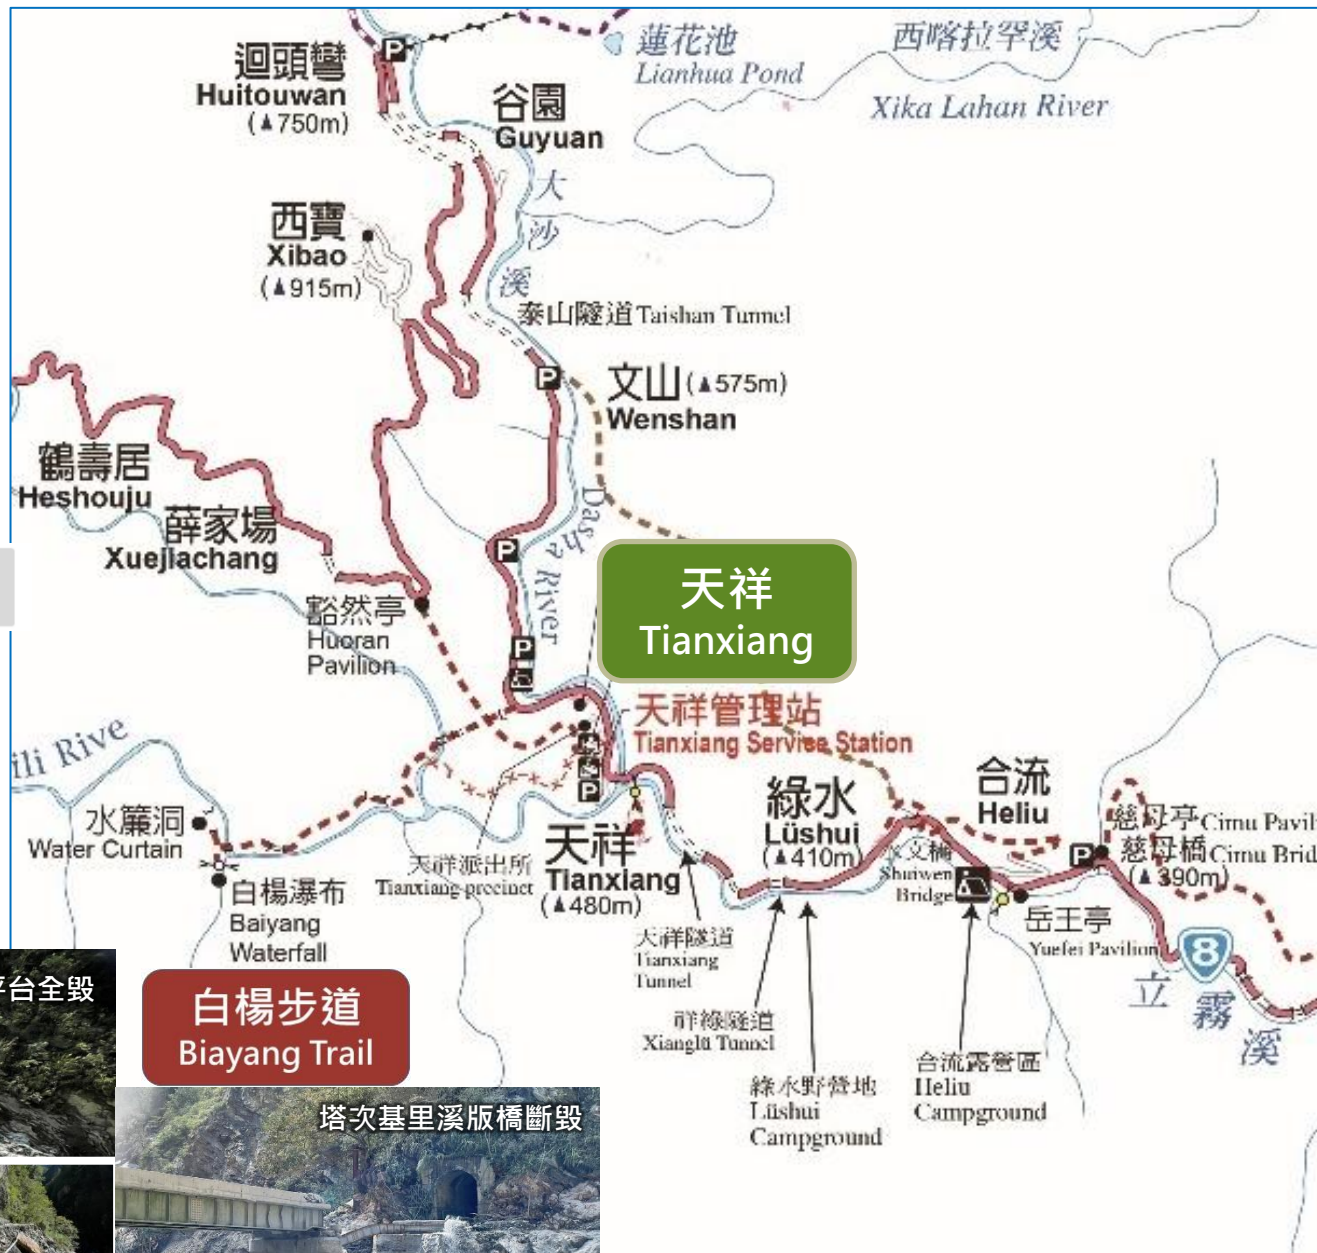 蓮花池
Lianhua Pond
西喀拉罕溪
Xika Lahan River
迴頭彎
Huitouwan
(▲750m)
P
谷園
Guyuan
大沙溪
西寶
Xibao
(▲915m)
泰山隧道 Taishan Tunnel
P
文山 (▲575m)
Wenshan
鶴壽居
Heshouju
薛家場
Xuejiachang
Dasha River
P
天祥
Tianxiang
豁然亭
Huoran
Pavilion
P
天祥管理站
Tianxiang Service Station
ili Rive
水簾洞
Water Curtain
白楊瀑布
Baiyang
Waterfall
天祥派出所
Tianxiang precinct
P
天祥
Tianxiang
(▲480m)
綠水
Lüshui
(▲410m)
合流
Heliu
水文橋
Shuiwen
Bridge
P
慈母亭 Cimu Pavil
慈母橋 Cimu Brid
(▲390m)
岳王亭
Yuefei Pavilion
8
立霧溪
天祥隧道
Tianxiang
Tunnel
祥綠隧道
Xianglü Tunnel
綠水野營地
Lüshui
Campground
合流露營區
Heliu
Campground
平台全毀
白楊步道
Biayang Trail
塔次基里溪版橋斷毀